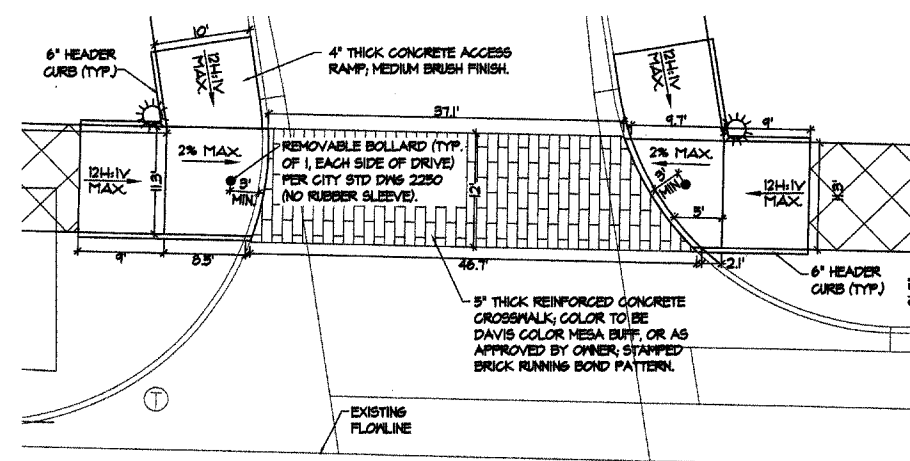 10'
6" HEADER
CURB (TYP.)
12H:1V
MAX.
4" THICK CONCRETE ACCESS
RAMP; MEDIUM BRUSH FINISH.
12H:1V
MAX.
37.1'
9.7'
9'
REMOVABLE BOLLARD (TYP.
OF 1, EACH SIDE OF DRIVE)
PER CITY STD DWG 2250
(NO RUBBER SLEEVE).
2% MAX.
2% MAX.
12H:1V
MAX.
11.3'
3'
MIN.
12'
3'
MIN.
5'
12H:1V
MAX.
11.3'
9'
8.5'
46.7'
2.1'
6" HEADER
CURB (TYP.)
5" THICK REINFORCED CONCRETE
CROSSWALK; COLOR TO BE
DAVIS COLOR MESA BUFF, OR AS
APPROVED BY OWNER; STAMPED
BRICK RUNNING BOND PATTERN.
T
EXISTING
FLOWLINE